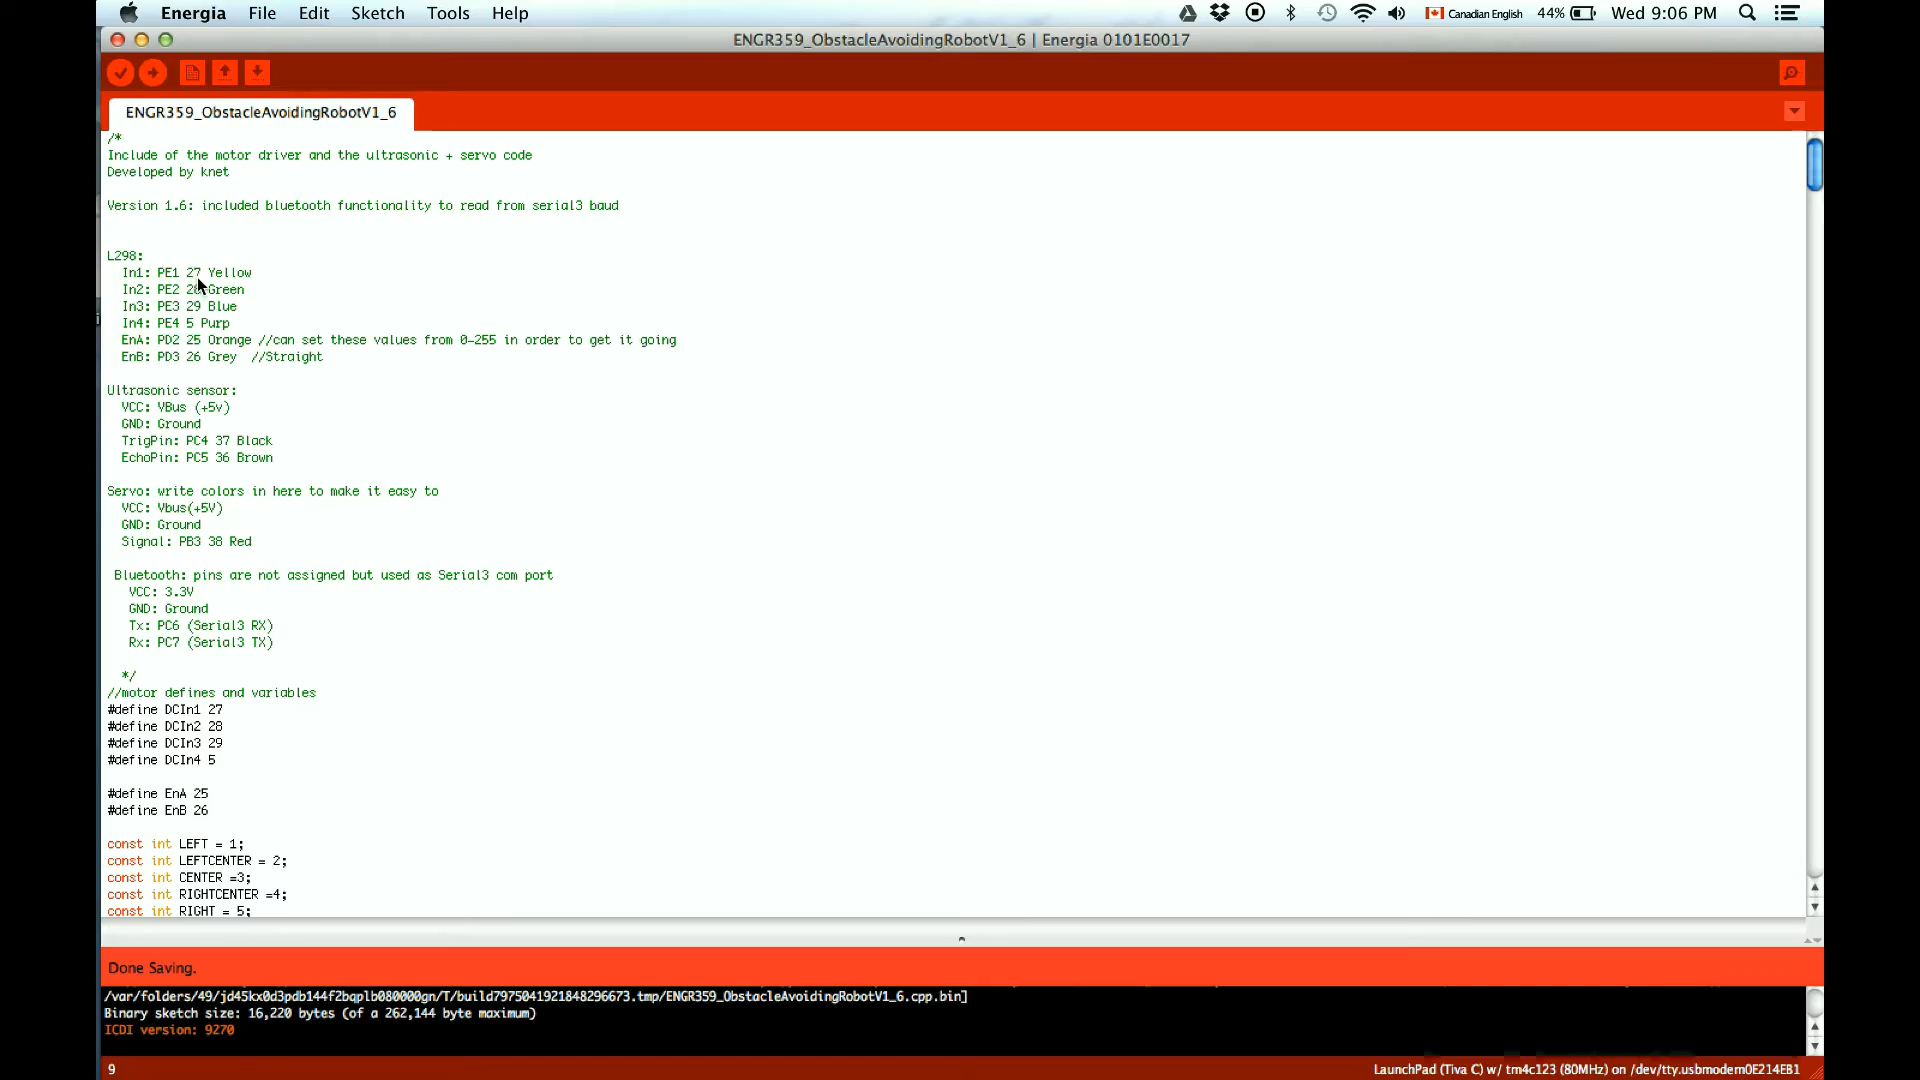 Energia File Edit Sketch Tools Help Canadian English 44% Wed 9:06 PM
ENGR359_ObstacleAvoidingRobotV1_6 | Energia 0101E0017
ENGR359_ObstacleAvoidingRobotV1_6
/*
Include of the motor driver and the ultrasonic + servo code
Developed by knet
Version 1.6: included bluetooth functionality to read from serial3 baud
L298:
In1: PE1 27 Yellow
In2: PE2 28 Green
In3: PE3 29 Blue
In4: PE4 5 Purp
EnA: PD2 25 Orange //can set these values from 0-255 in order to get it going
EnB: PD3 26 Grey //Straight
Ultrasonic sensor:
VCC: VBus (+5v)
GND: Ground
TrigPin: PC4 37 Black
EchoPin: PC5 36 Brown
Servo: write colors in here to make it easy to
VCC: Vbus(+5V)
GND: Ground
Signal: PB3 38 Red
Bluetooth: pins are not assigned but used as Serial3 com port
VCC: 3.3V
GND: Ground
Tx: PC6 (Serial3 RX)
Rx: PC7 (Serial3 TX)
*/
//motor defines and variables
#define DCIn1 27
#define DCIn2 28
#define DCIn3 29
#define DCIn4 5
#define EnA 25
#define EnB 26
const int LEFT = 1;
const int LEFTCENTER = 2;
const int CENTER =3;
const int RIGHTCENTER =4;
const int RIGHT = 5;
Done Saving.
/var/folders/49/jd45kx0d3pdb144f2bqplb080000gn/T/build7975041921848296673.tmp/ENGR359_ObstacleAvoidingRobotV1_6.cpp.bin]
Binary sketch size: 16,220 bytes (of a 262,144 byte maximum)
ICDI version: 9270
9 LaunchPad (Tiva C) w/ tm4c123 (80MHz) on /dev/tty.usbmodem0E214EB1